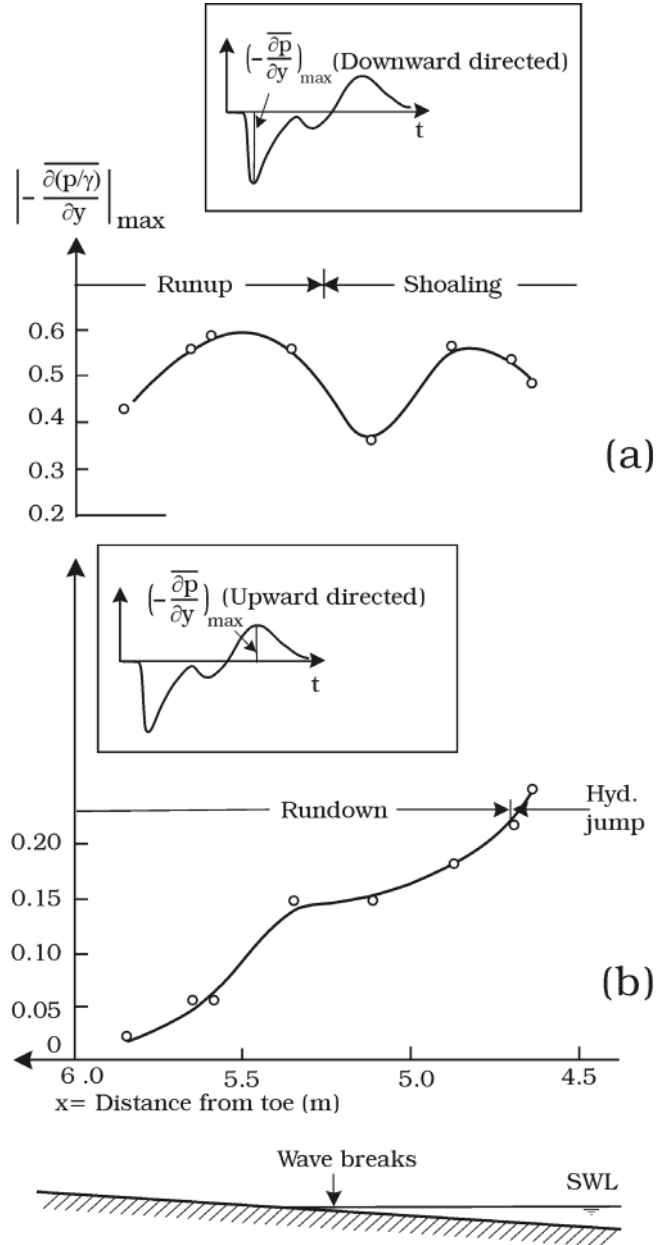 (-∂p/∂y)max (Downward directed)
t
|-∂(p/γ)/∂y|max
Runup
Shoaling
0.6
0.5
0.4
0.3
0.2
(a)
(-∂p/∂y)max (Upward directed)
t
Rundown
Hyd.
jump
0.20
0.15
0.10
0.05
0
(b)
6.0 5.5 5.0 4.5
x= Distance from toe (m)
Wave breaks
SWL